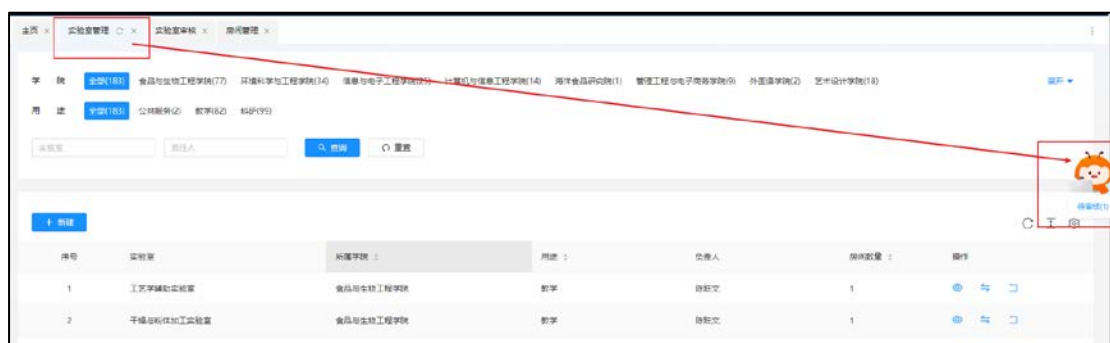 主页 × 实验室管理 × 实验室审核 × 房间管理 ×
学 院 全部(183) 食品与生物工程学院(77) 环境科学与工程学院(34) 信息与电子工程学院(25) 计算机与信息工程学院(14) 海洋食品研究院(1) 管理工程与电子商务学院(9) 外国语学院(2) 艺术设计学院(18) 展开
用 途 全部(183) 公共服务(2) 教学(82) 科研(99)
实验室 责任人 查询 重置
待审核(1)
+ 新建
序号 实验室 所属学院 用途 负责人 房间数量 操作
1 工艺学辅助实验室 食品与生物工程学院 教学 1
2 干燥与粉体加工实验室 食品与生物工程学院 教学 1